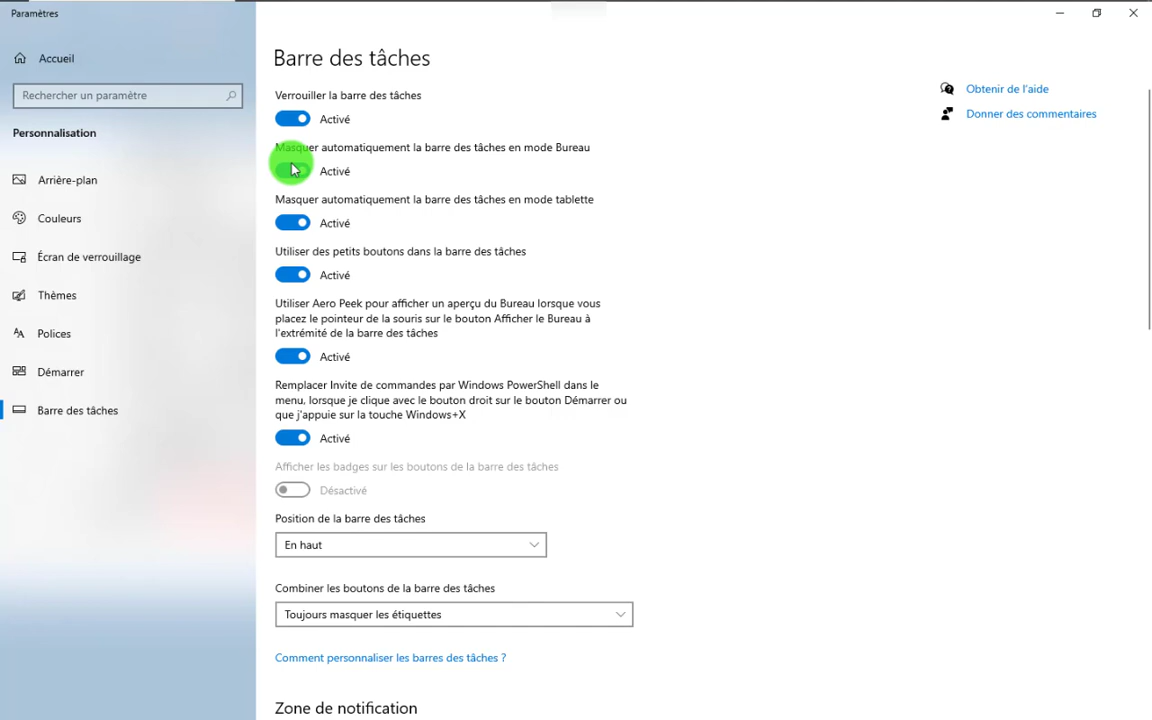 Paramètres
Accueil
Rechercher un paramètre
Personnalisation
Arrière-plan
Couleurs
Écran de verrouillage
Thèmes
Polices
Démarrer
Barre des tâches
Barre des tâches
Verrouiller la barre des tâches
Activé
Masquer automatiquement la barre des tâches en mode Bureau
Activé
Masquer automatiquement la barre des tâches en mode tablette
Activé
Utiliser des petits boutons dans la barre des tâches
Activé
Utiliser Aero Peek pour afficher un aperçu du Bureau lorsque vous
placez le pointeur de la souris sur le bouton Afficher le Bureau à
l'extrémité de la barre des tâches
Activé
Remplacer Invite de commandes par Windows PowerShell dans le
menu, lorsque je clique avec le bouton droit sur le bouton Démarrer ou
que j'appuie sur la touche Windows+X
Activé
Afficher les badges sur les boutons de la barre des tâches
Désactivé
Position de la barre des tâches
En haut
Combiner les boutons de la barre des tâches
Toujours masquer les étiquettes
Comment personnaliser les barres des tâches ?
Zone de notification
Obtenir de l'aide
Donner des commentaires